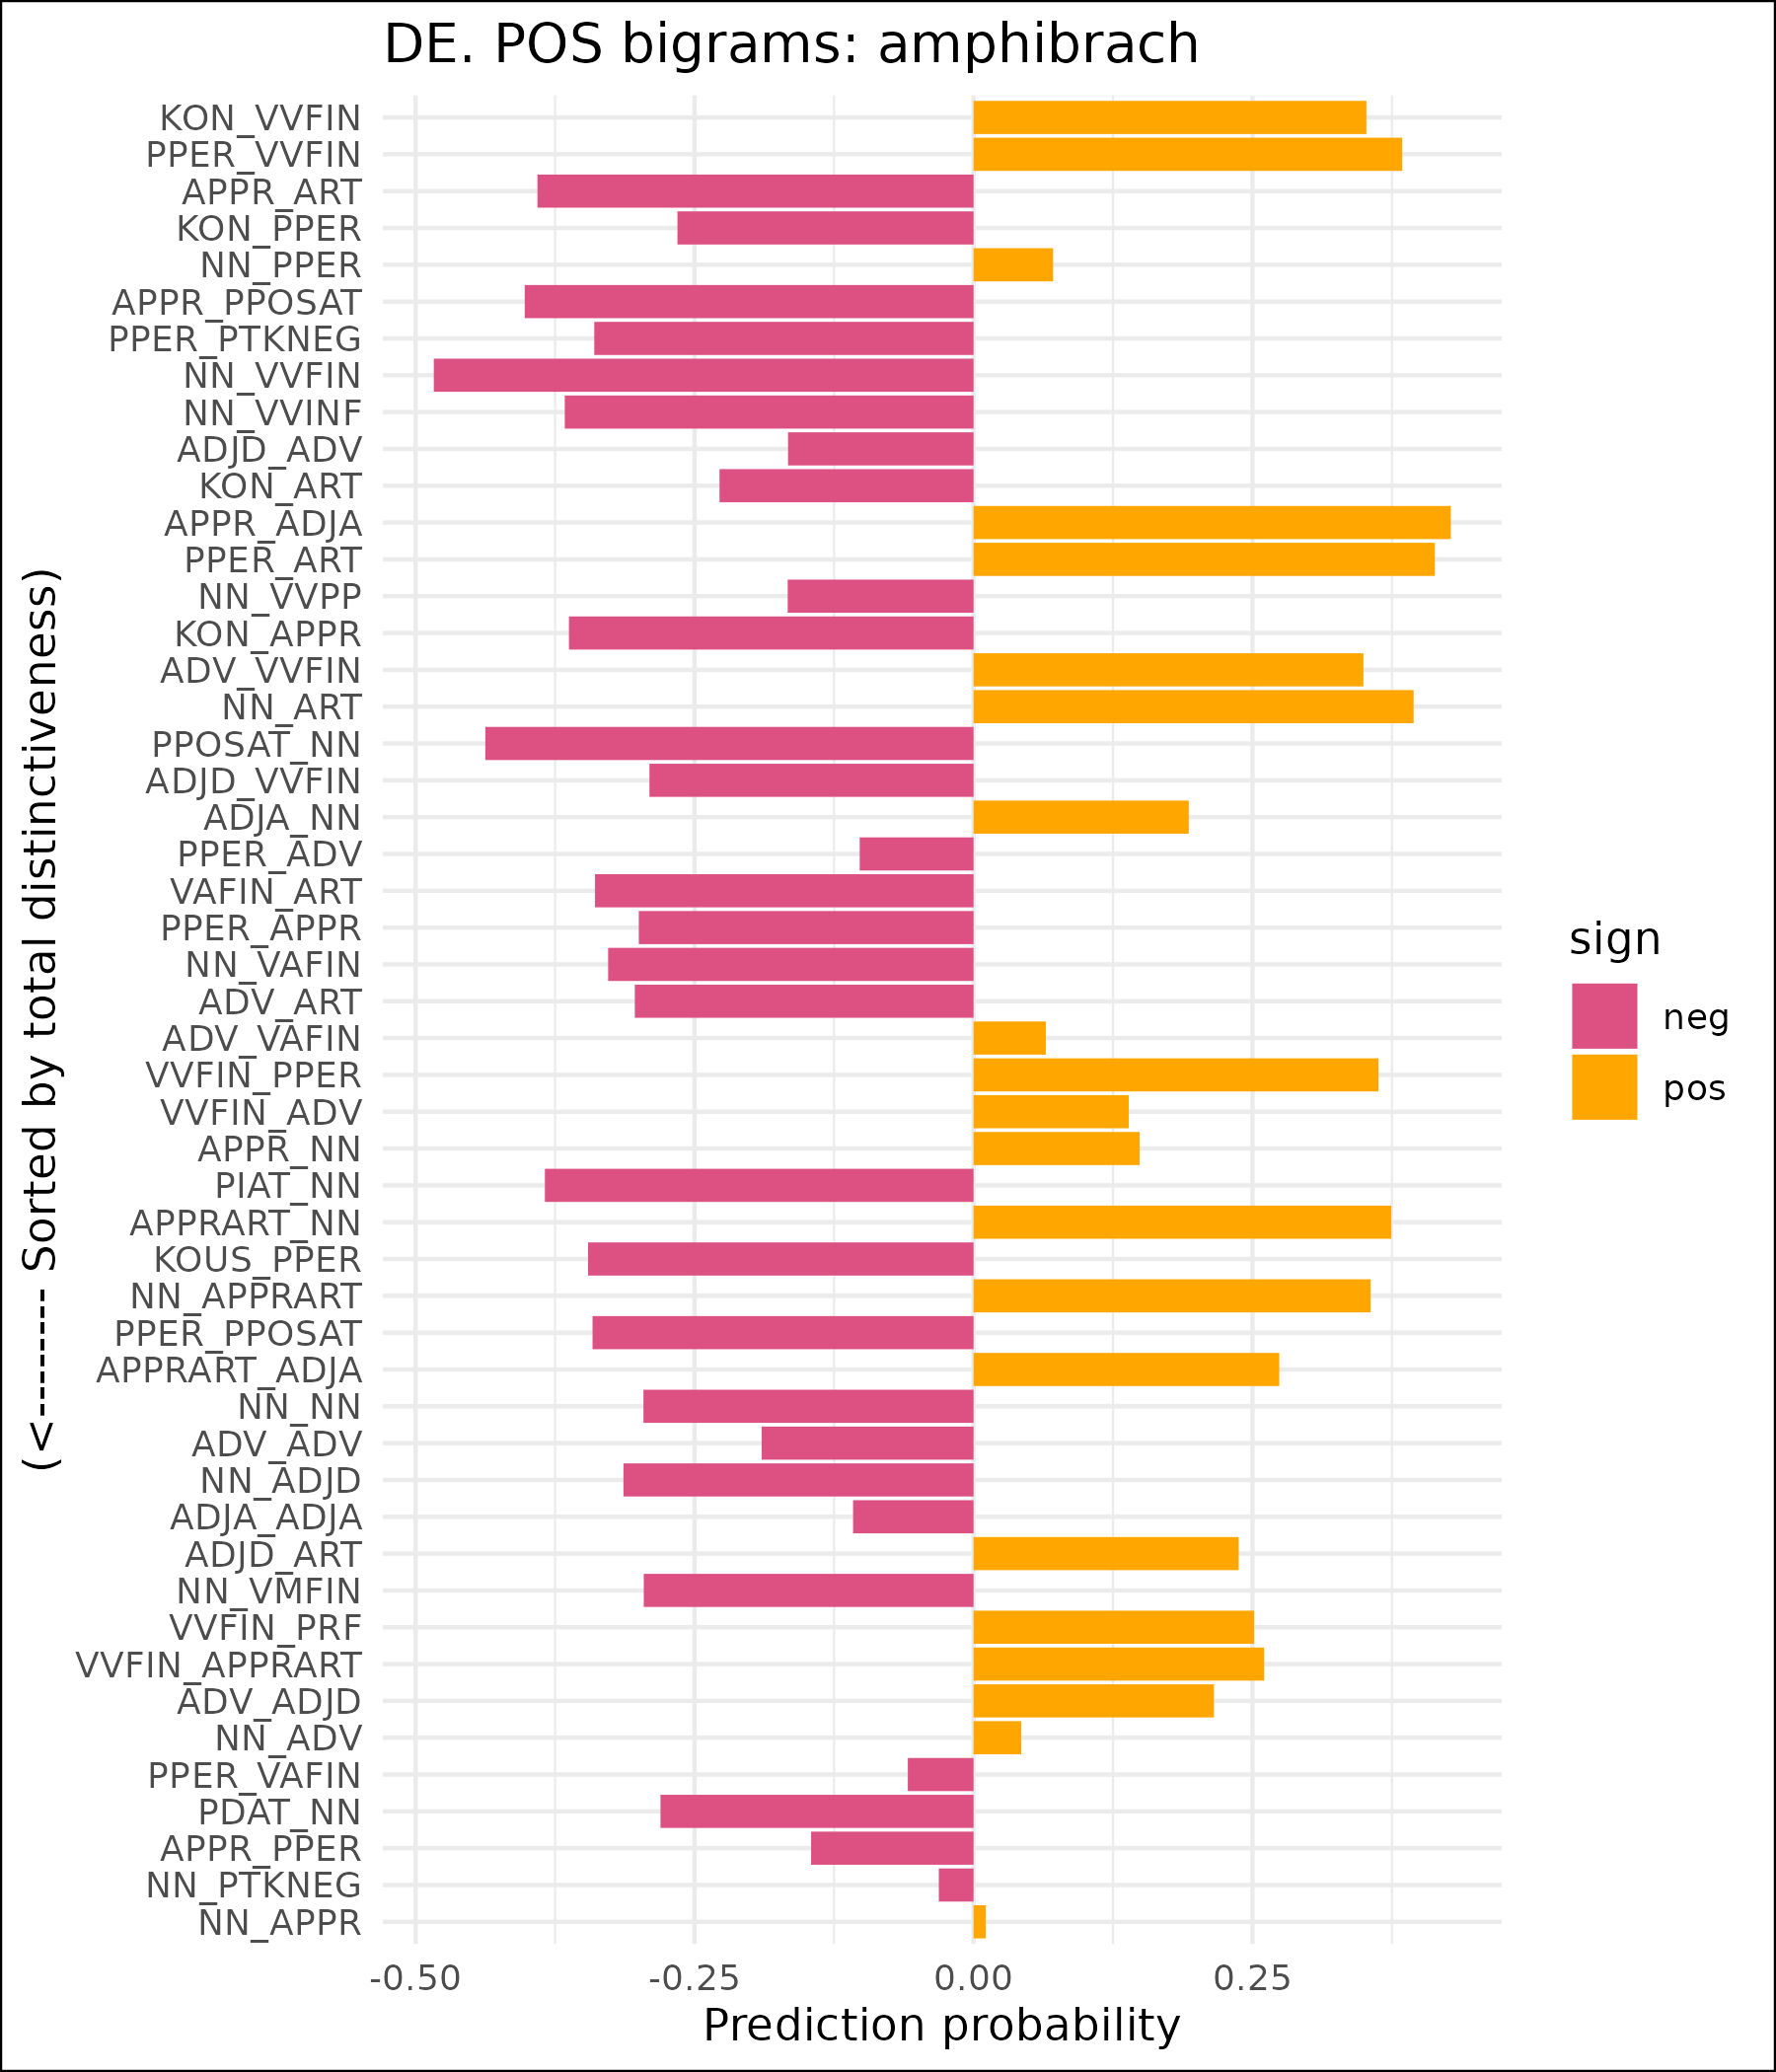 DE. POS bigrams: amphibrach
KON_VVFIN
PPER_VVFIN
APPR_ART
KON_PPER
NN_PPER
APPR_PPOSAT
PPER_PTKNEG
NN_VVFIN
NN_VVINF
ADJD_ADV
KON_ART
APPR_ADJA
PPER_ART
NN_VVPP
KON_APPR
ADV_VVFIN
NN_ART
PPOSAT_NN
ADJD_VVFIN
ADJA_NN
PPER_ADV
VAFIN_ART
PPER_APPR
NN_VAFIN
ADV_ART
ADV_VAFIN
VVFIN_PPER
VVFIN_ADV
APPR_NN
PIAT_NN
APPRART_NN
KOUS_PPER
NN_APPRART
PPER_PPOSAT
APPRART_ADJA
NN_NN
ADV_ADV
NN_ADJD
ADJA_ADJA
ADJD_ART
NN_VMFIN
VVFIN_PRF
VVFIN_APPRART
ADV_ADJD
NN_ADV
PPER_VAFIN
PDAT_NN
APPR_PPER
NN_PTKNEG
NN_APPR
(<--------- Sorted by total distinctiveness)
-0.50 -0.25 0.00 0.25
Prediction probability
sign
neg
pos